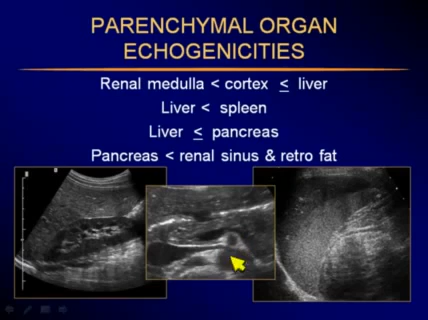 PARENCHYMAL ORGAN
ECHOGENICITIES
Renal medulla < cortex ≤ liver
Liver < spleen
Liver ≤ pancreas
Pancreas < renal sinus & retro fat